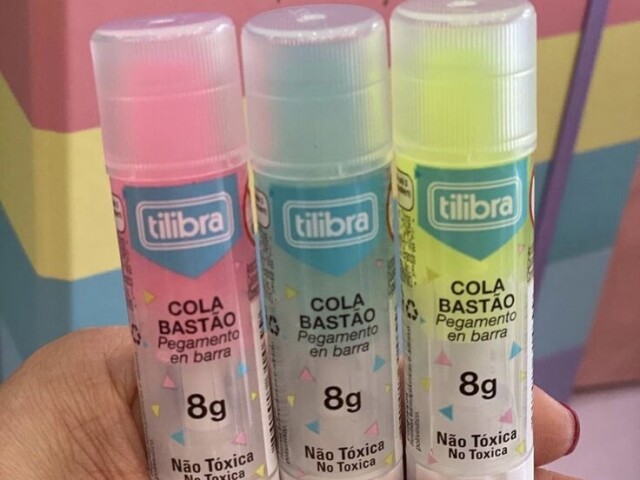 tilibra
COLA
BASTÃO
Pegamento
en barra
8g
Não Tóxica
No Toxica
tilibra
COLA
BASTÃO
Pegamento
en barra
8g
Não Tóxica
No Toxica
tilibra
COLA
BASTÃO
Pegamento
en barra
8g
Não Tóxica
No Toxica